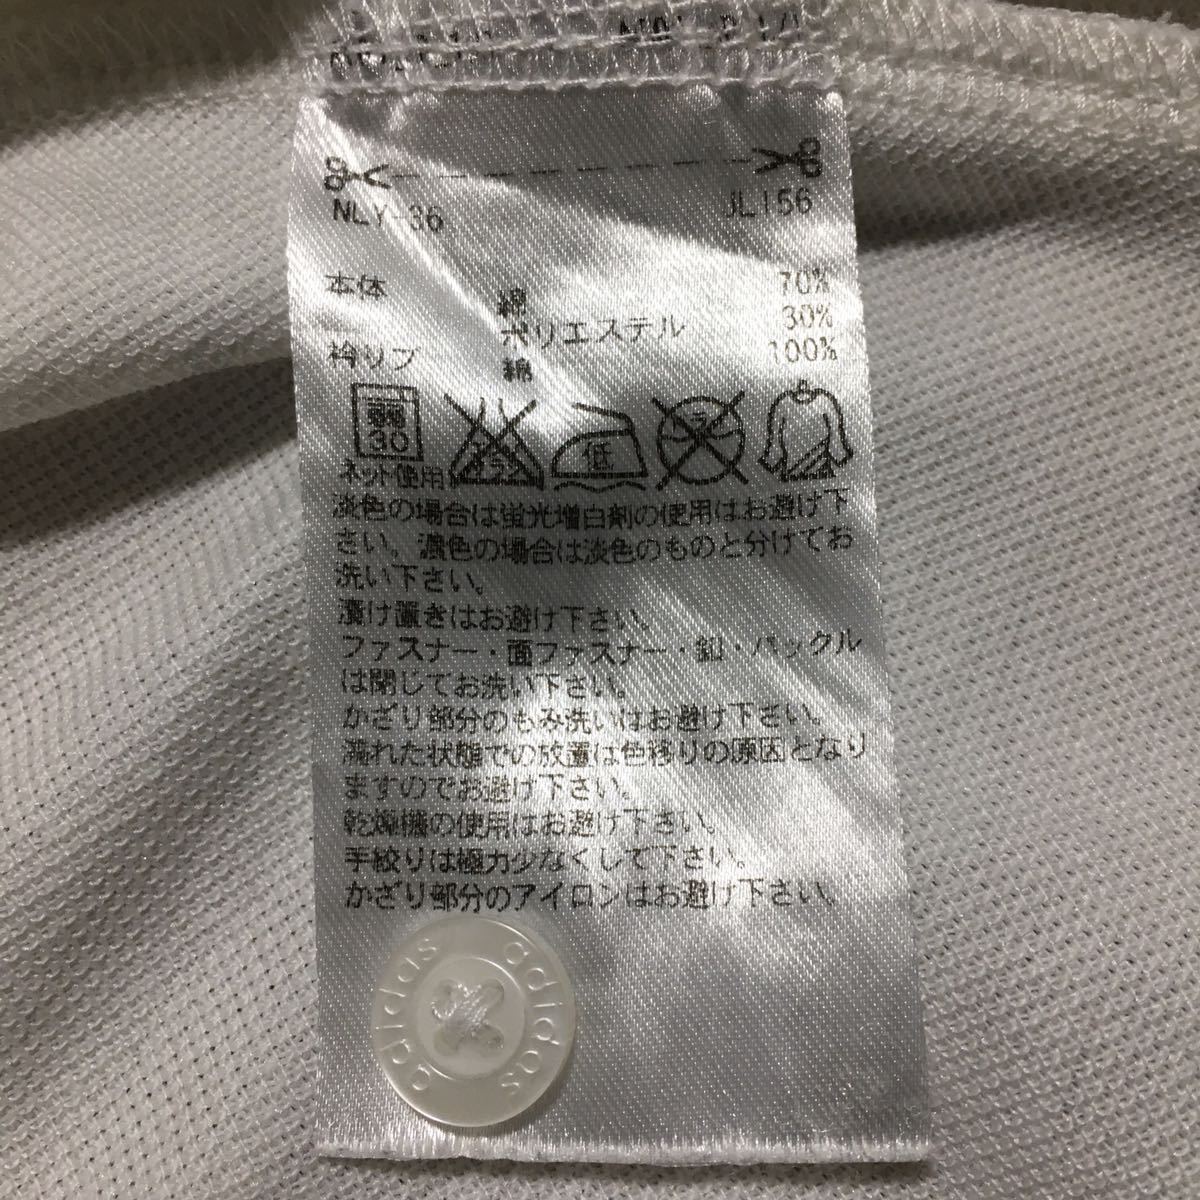 NLY-36 JL156
本体 綿 70%
ポリエステル 30%
衿リブ 綿 100%
弱
30
ネット使用
低
淡色の場合は蛍光増白剤の使用はお避け下
さい。濃色の場合は淡色のものと分けてお
洗い下さい。
漬け置きはお避け下さい。
ファスナー・面ファスナー・釦・バックル
は閉じてお洗い下さい。
かざり部分のもみ洗いはお避け下さい。
濡れた状態での放置は色移りの原因となり
ますのでお避け下さい。
乾燥機の使用はお避け下さい。
手絞りは極力少なくして下さい。
かざり部分のアイロンはお避け下さい。
adidas adidas